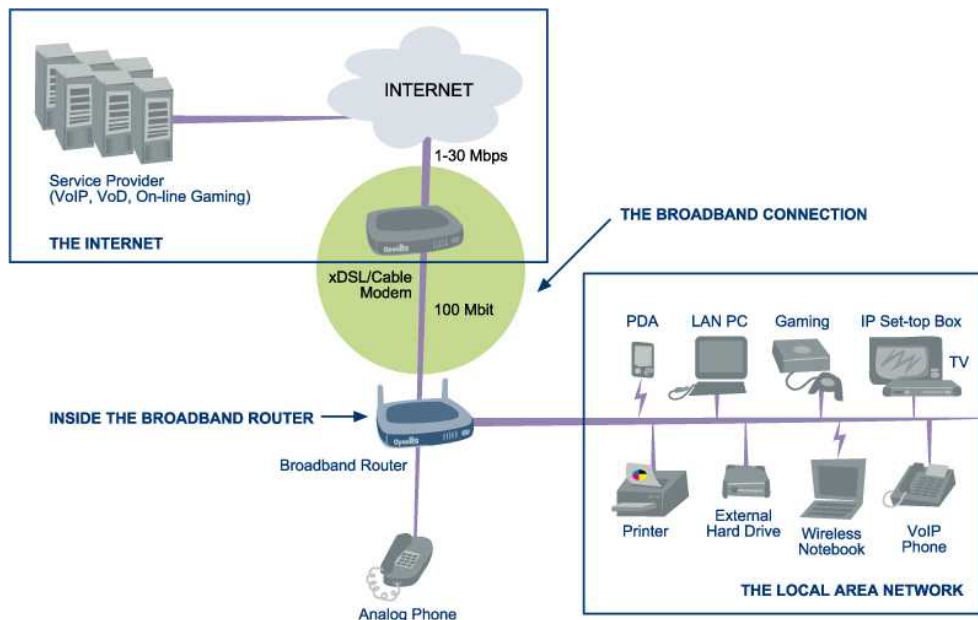 INTERNET
1-30 Mbps
Service Provider
(VoIP, VoD, On-line Gaming)
THE INTERNET
THE BROADBAND CONNECTION
xDSL/Cable
Modem
100 Mbit
PDA
LAN PC
Gaming
IP Set-top Box
TV
INSIDE THE BROADBAND ROUTER
Broadband Router
Printer
External
Hard Drive
Wireless
Notebook
VoIP
Phone
THE LOCAL AREA NETWORK
Analog Phone